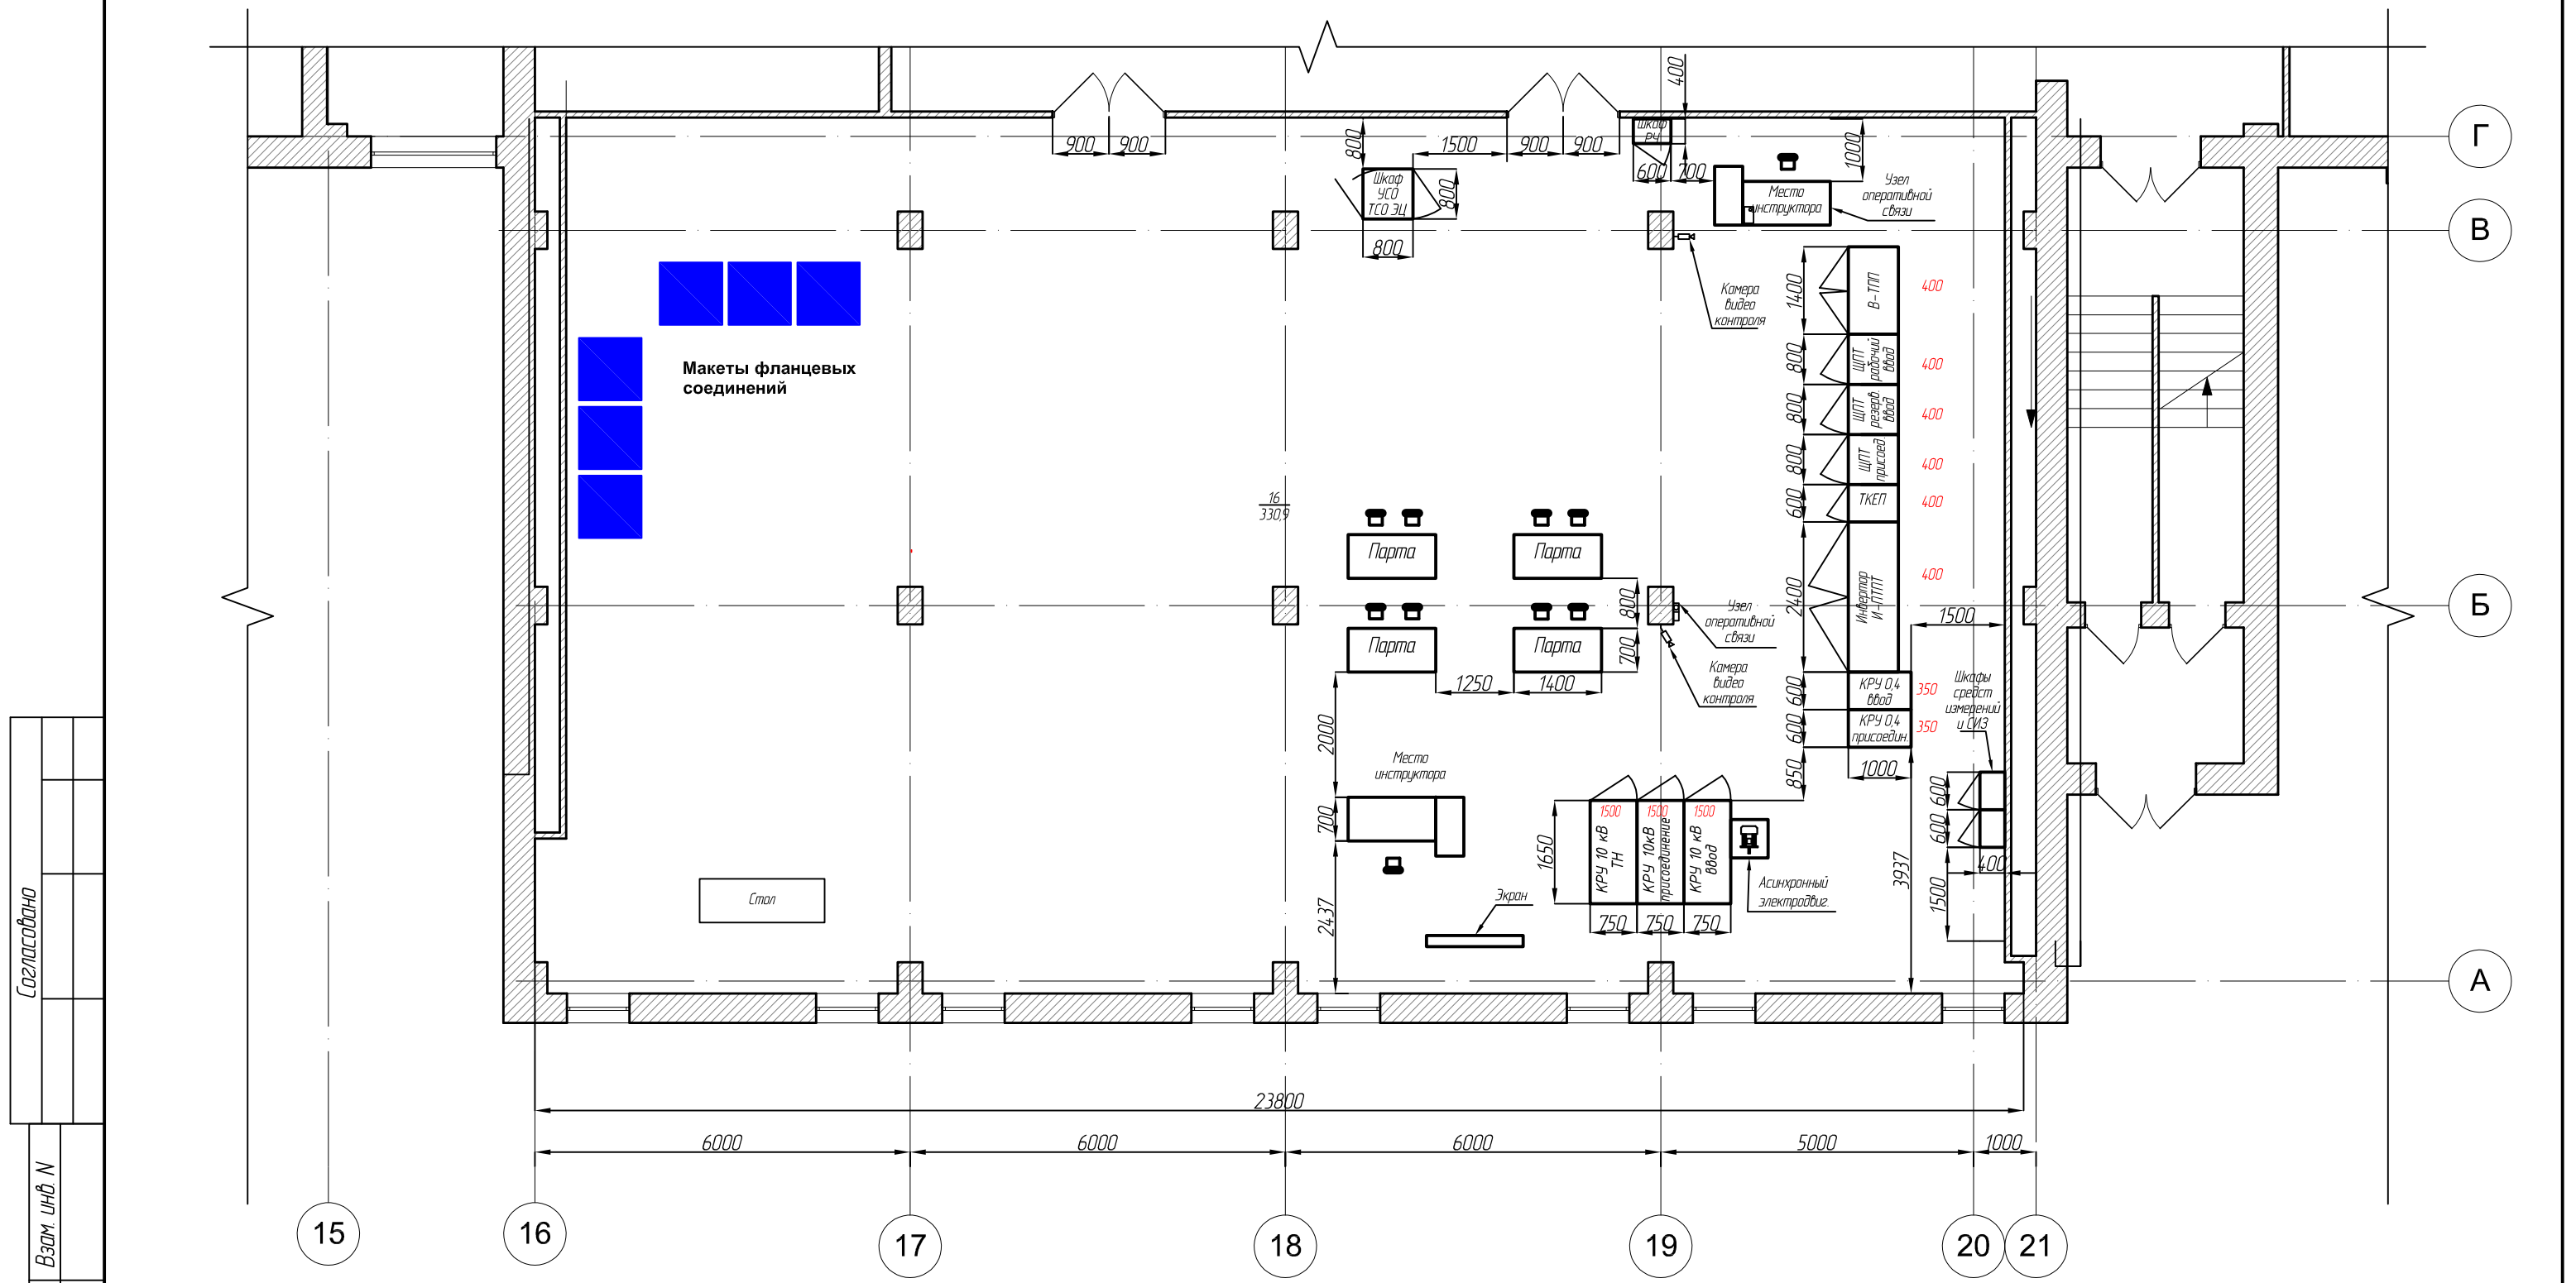 400
Г
900
900
800
1500
900
900
Шкаф
РУ
600
700
1000
Шкаф
УСО
ТСО ЭЦ
800
800
Место
инструктора
Узел
оперативной
связи
В
Камера
видео
контроля
1400
В-ТПП
400
Макеты фланцевых
соединений
800
ЩПТ
рабочий
ввод
400
800
ЩПТ
резерв.
ввод
400
800
ЩПТ
присоед.
400
600
ТКЕП
400
16
330,9
Парта
Парта
2400
Инвертор
И-ПТПТ
400
800
Узел
оперативной
связи
1500
Б
Парта
Парта
700
1250
1400
Камера
видео
контроля
600
КРУ 0,4
ввод
350
600
КРУ 0,4
присоедин.
350
Шкафы
средст
измерений
и СИЗ
2000
Место
инструктора
850
1000
600
600
700
1500
1500
1500
1650
КРУ 10 кВ
ТН
КРУ 10кВ
присоединение
КРУ 10 кВ
ввод
Асинхронный
электродвиг.
3937
400
1500
Стол
2437
Экран
750
750
750
А
23800
6000
6000
6000
5000
1000
15
16
17
18
19
20
21
Согласовано
Взам. инв. N